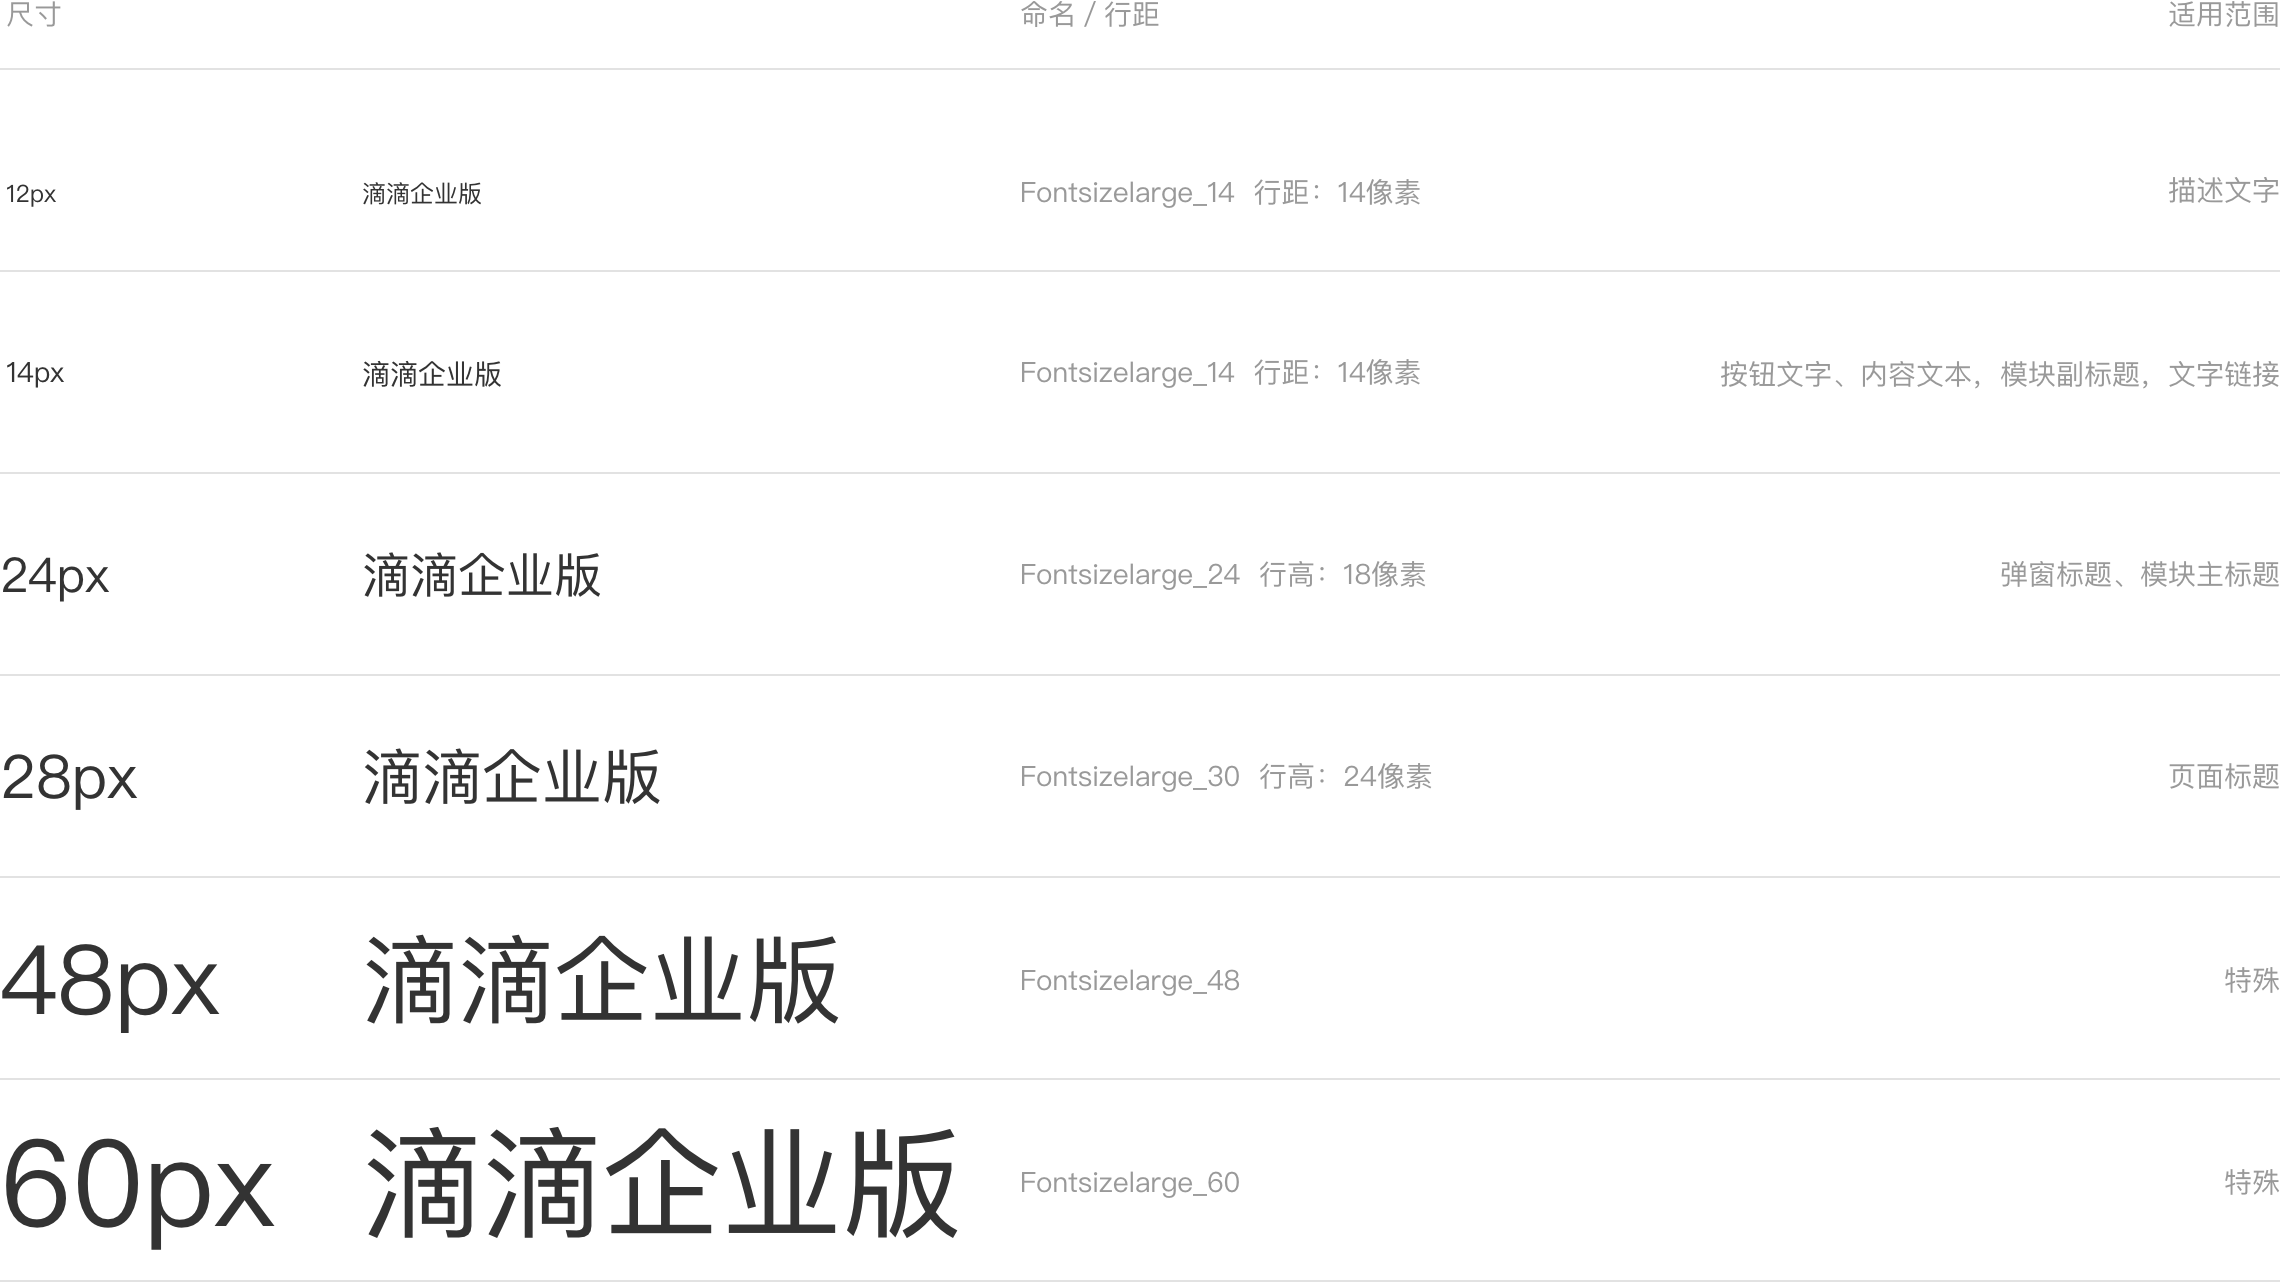 尺寸 命名 / 行距 适用范围
12px 滴滴企业版 Fontsizelarge_14 行距：14像素 描述文字
14px 滴滴企业版 Fontsizelarge_14 行距：14像素 按钮文字、内容文本，模块副标题，文字链接
24px 滴滴企业版 Fontsizelarge_24 行高：18像素 弹窗标题、模块主标题
28px 滴滴企业版 Fontsizelarge_30 行高：24像素 页面标题
48px 滴滴企业版 Fontsizelarge_48 特殊
60px 滴滴企业版 Fontsizelarge_60 特殊